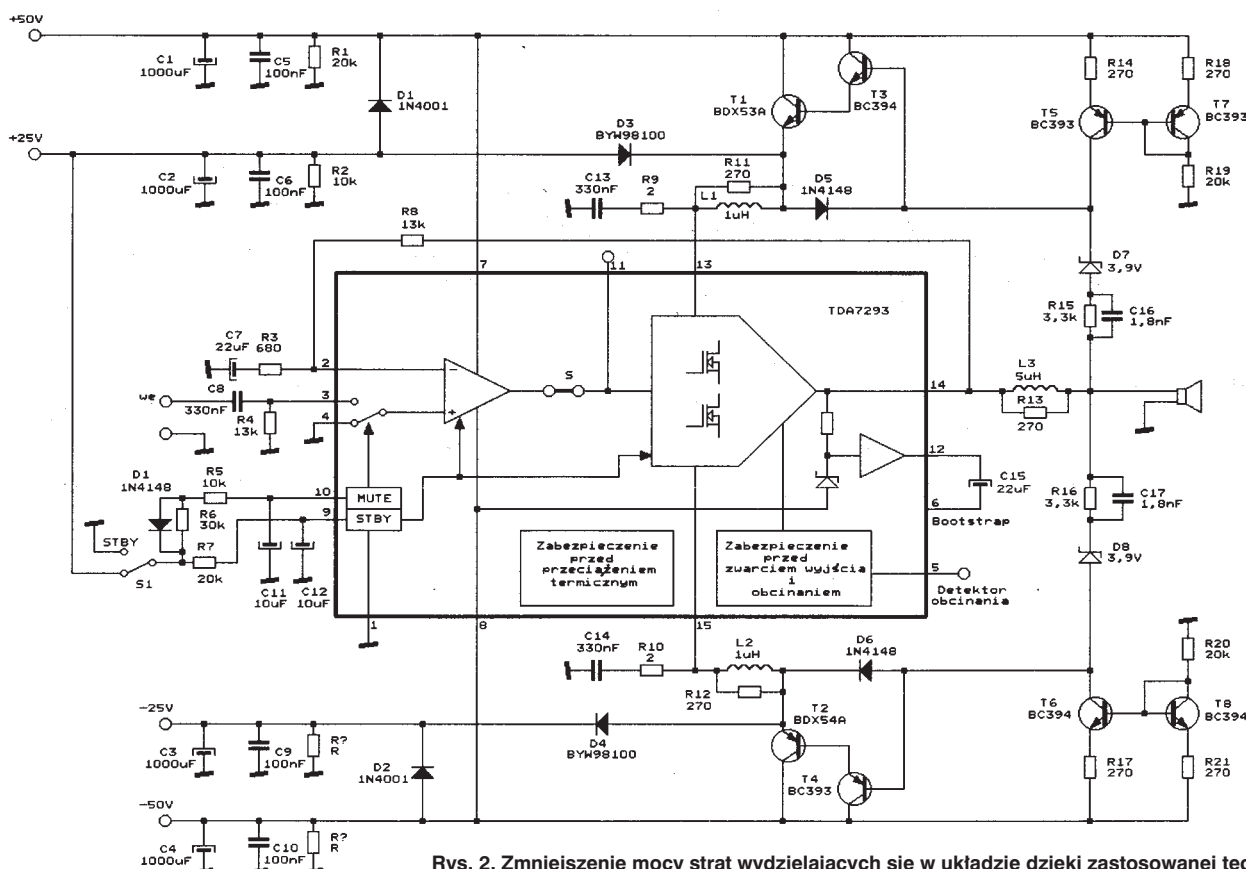 +50V
C1
1000uF
C5
100nF
R1
20k
D1
1N4001
T1
BDX53A
T3
BC394
R14
270
R18
270
T5
BC393
T7
BC393
R19
20k
+25V
C2
1000uF
C6
100nF
R2
10k
D3
BYW98100
R11
270
C13
330nF
R9
2
L1
1uH
D5
1N4148
R8
13k
7
11
13
D7
3,9V
TDA7293
R15
3,3k
C16
1,8nF
C7
22uF
R3
680
2
-
+
S
14
L3
5uH
R13
270
we
C8
330nF
R4
13k
3
4
12
C15
22uF
6
Bootstrap
D1
1N4148
R5
10k
R6
30k
10
MUTE
9
STBY
STBY
S1
R7
20k
C11
10uF
C12
10uF
R16
3,3k
C17
1,8nF
D8
3,9V
Zabezpieczenie
przed
przeciążeniem
termicznym
Zabezpieczenie
przed
zwarciem wyjścia
i
obcinaniem
5
Detektor
obcinania
1
8
15
C14
330nF
R10
2
L2
1uH
D6
1N4148
R12
270
R20
20k
-25V
C3
1000uF
C9
100nF
R?
R
D2
1N4001
D4
BYW98100
T2
BDX54A
T4
BC393
T6
BC394
T8
BC394
R17
270
R21
270
-50V
C4
1000uF
C10
100nF
R?
R
Rys. 2. Zmniejszenie mocy strat wydzielających się w układzie dzięki zastosowanej tec